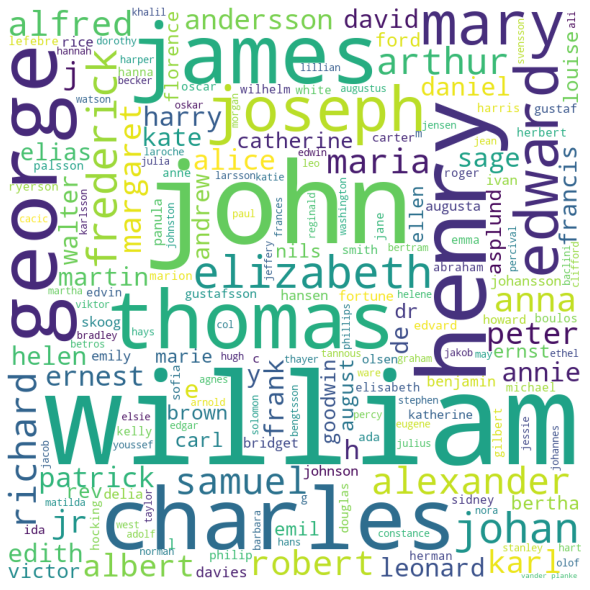 alfred
lefebre
rice
dorothy
khalil
hannah
harper
becker
hanna
watson
j
james
andersson
florence
oscar
wilhelm
lillian
augustus
white
oskar
morgan
david
ford
arthur
mary
svensson
ali
louise
daniel
harris
gustaf
george
elias
palsson
ryerson
frederick
harry
kate
laroche
julia
anne
joseph
larsson
edwin
katie
leo
catherine
m
carter
jensen
jean
roger
herbert
sage
ivan
edward
margaret
alice
maria
henry
francis
walter
cacic
karlsson
panula
johnston
andrew
john
paul
frances
reginald
washington
jane
ellen
augusta
smith
bertram
emma
abraham
asplund
percival
baclini
clifford
martin
martha
viktor
bradley
edvin
skoog
marion
nils
elizabeth
jeffery
gustafsson
hansen
fortune
phillips
helene
de
dr
edvard
johansson
howard
boulos
anna
peter
helen
betros
hays
emily
thomas
col
marie
hugh
c
thayer
tannous
olsen
graham
jakob
may
ernst
ethel
annie
ernest
sofia
agnes
y
frank
goodwin
august
ware
elisabeth
benjamin
michael
richard
elsie
arnold
e
brown
solomon
bengtsson
percy
stephen
katherine
eugene
gilbert
jessie
johannes
jacob
youssef
kelly
edgar
carl
bridget
william
ada
julius
h
patrick
matilda
rev
delia
taylor
samuel
johnson
douglas
alexander
sidney
nora
bertha
jr
ida
hocking
west
adolf
l
charles
g
barbara
emil
constance
johan
edith
victor
norman
albert
philip
hans
davies
robert
leonard
herman
karl
stanley
hart
olof
vander planke